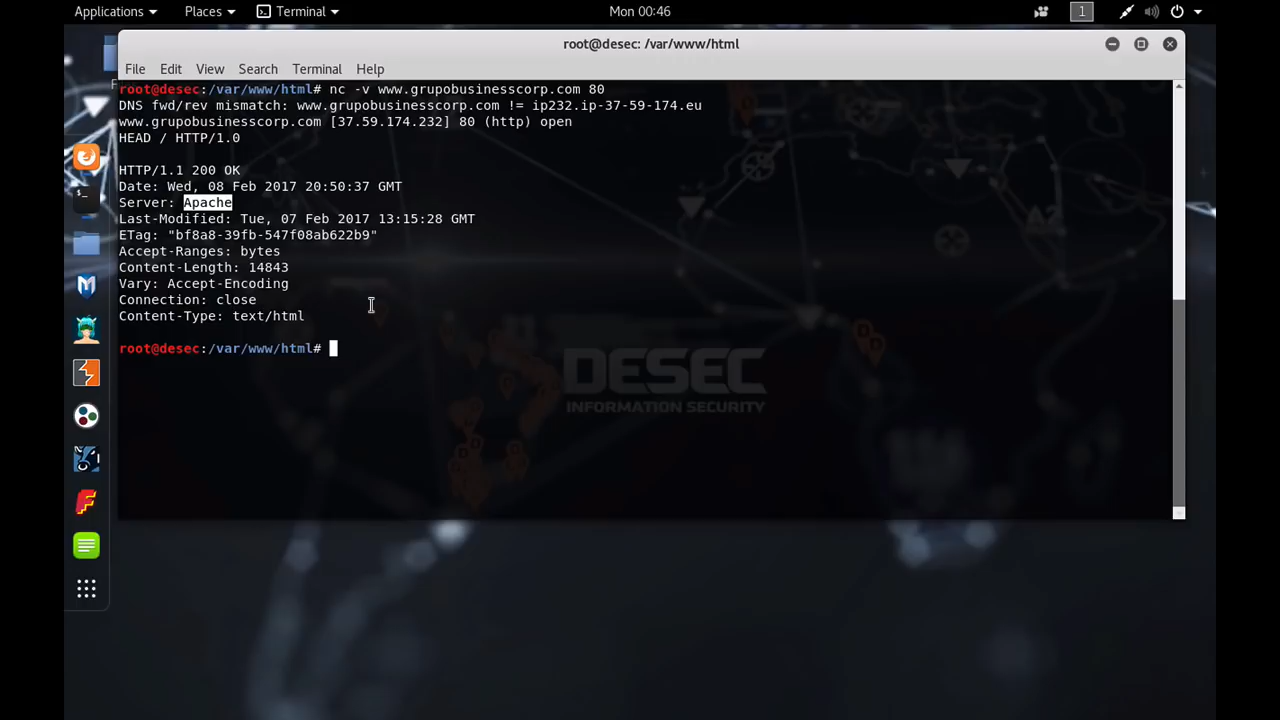 Applications Places Terminal Mon 00:46 1
root@desec: /var/www/html
File Edit View Search Terminal Help
root@desec:/var/www/html# nc -v www.grupobusinesscorp.com 80
DNS fwd/rev mismatch: www.grupobusinesscorp.com != ip232.ip-37-59-174.eu
www.grupobusinesscorp.com [37.59.174.232] 80 (http) open
HEAD / HTTP/1.0
HTTP/1.1 200 OK
Date: Wed, 08 Feb 2017 20:50:37 GMT
Server: Apache
Last-Modified: Tue, 07 Feb 2017 13:15:28 GMT
ETag: "bf8a8-39fb-547f08ab622b9"
Accept-Ranges: bytes
Content-Length: 14843
Vary: Accept-Encoding
Connection: close
Content-Type: text/html
root@desec:/var/www/html#
DESEC
INFORMATION SECURITY